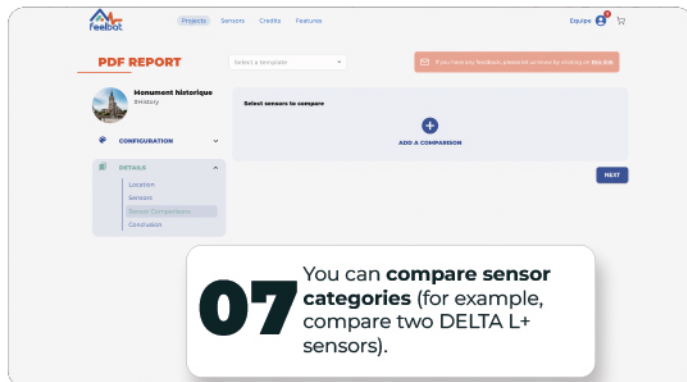 feelbat
Projects Sensors Credits Features
Equipe
PDF REPORT
Select a template
If you have any feedback, please let us know by clicking on this link.
Monument historique
#History
Select sensors to compare
ADD A COMPARISON
CONFIGURATION
NEXT
DETAILS
Location
Sensors
Sensor Comparisons
Conclusion
07
You can compare sensor
categories (for example,
compare two DELTA L+
sensors).